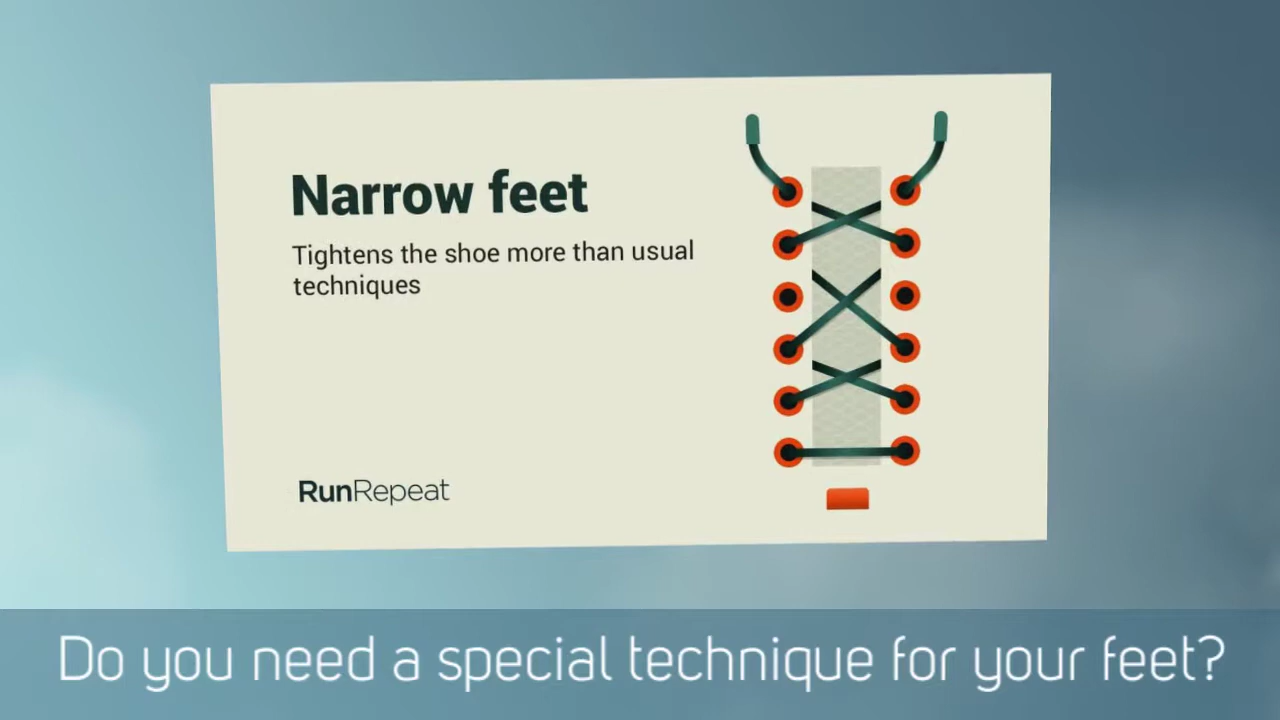 Narrow feet
Tightens the shoe more than usual
techniques
RunRepeat
Do you need a special technique for your feet?